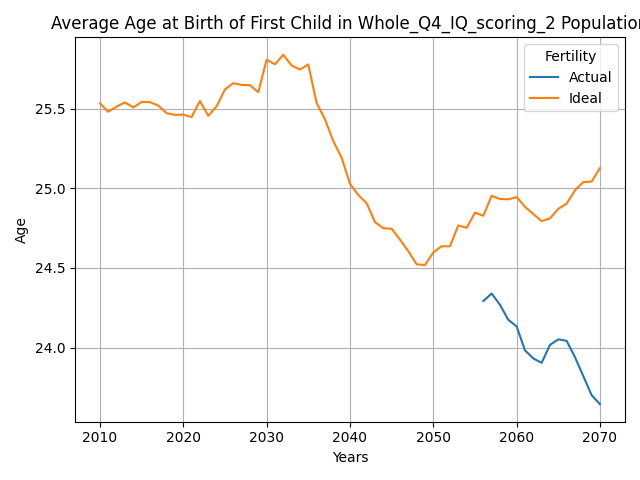 Average Age at Birth of First Child in Whole_Q4_IQ_scoring_2 Population
Fertility
Actual
Ideal
25.5
25.0
24.5
24.0
Age
2010 2020 2030 2040 2050 2060 2070
Years